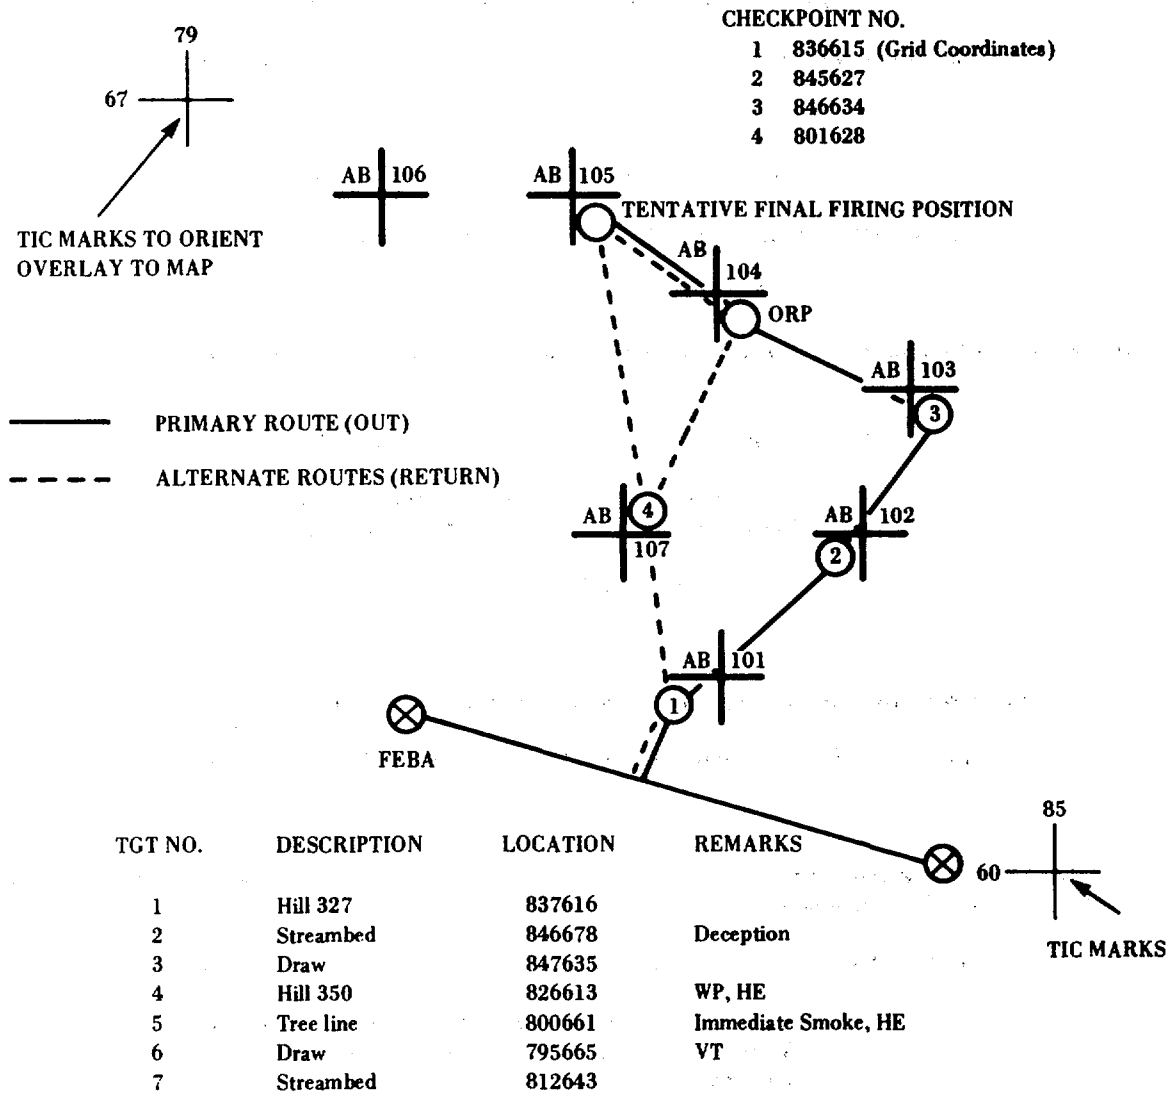 CHECKPOINT NO.
1 836615 (Grid Coordinates)
2 845627
3 846634
4 801628
79
67
TIC MARKS TO ORIENT
OVERLAY TO MAP
AB 106
AB 105
TENTATIVE FINAL FIRING POSITION
AB 104
ORP
AB 103
3
PRIMARY ROUTE (OUT)
ALTERNATE ROUTES (RETURN)
4
AB 107
AB 102
2
AB 101
1
FEBA
85
60
TIC MARKS
TGT NO. DESCRIPTION LOCATION REMARKS
1 Hill 327 837616
2 Streambed 846678 Deception
3 Draw 847635
4 Hill 350 826613 WP, HE
5 Tree line 800661 Immediate Smoke, HE
6 Draw 795665 VT
7 Streambed 812643